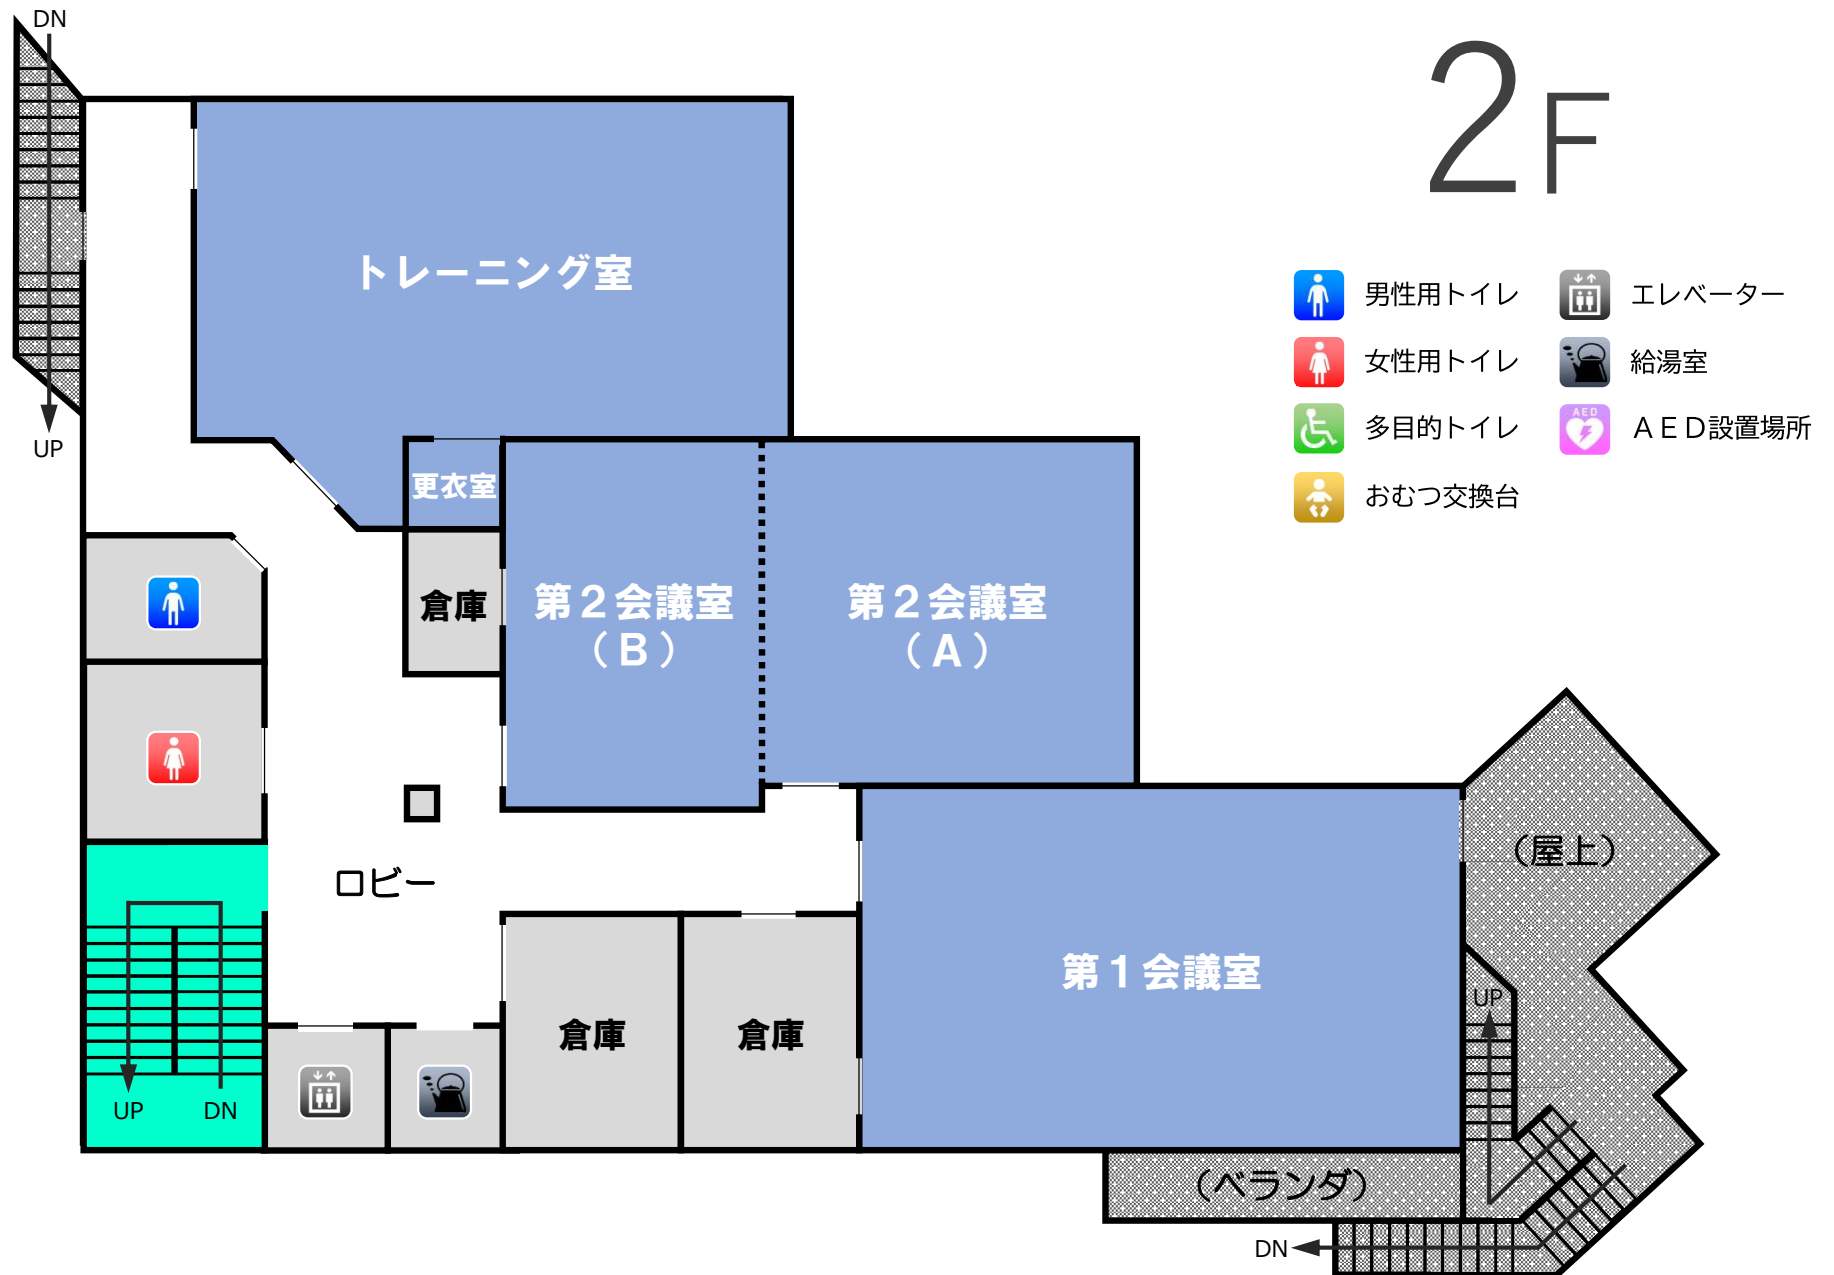 DN
2F
トレーニング室
男性用トイレ
エレベーター
女性用トイレ
給湯室
多目的トイレ
AED
ＡＥＤ設置場所
おむつ交換台
UP
更衣室
倉庫
第２会議室
（Ｂ）
第２会議室
（Ａ）
ロビー
（屋上）
第１会議室
UP
倉庫
倉庫
UP
DN
（ベランダ）
DN